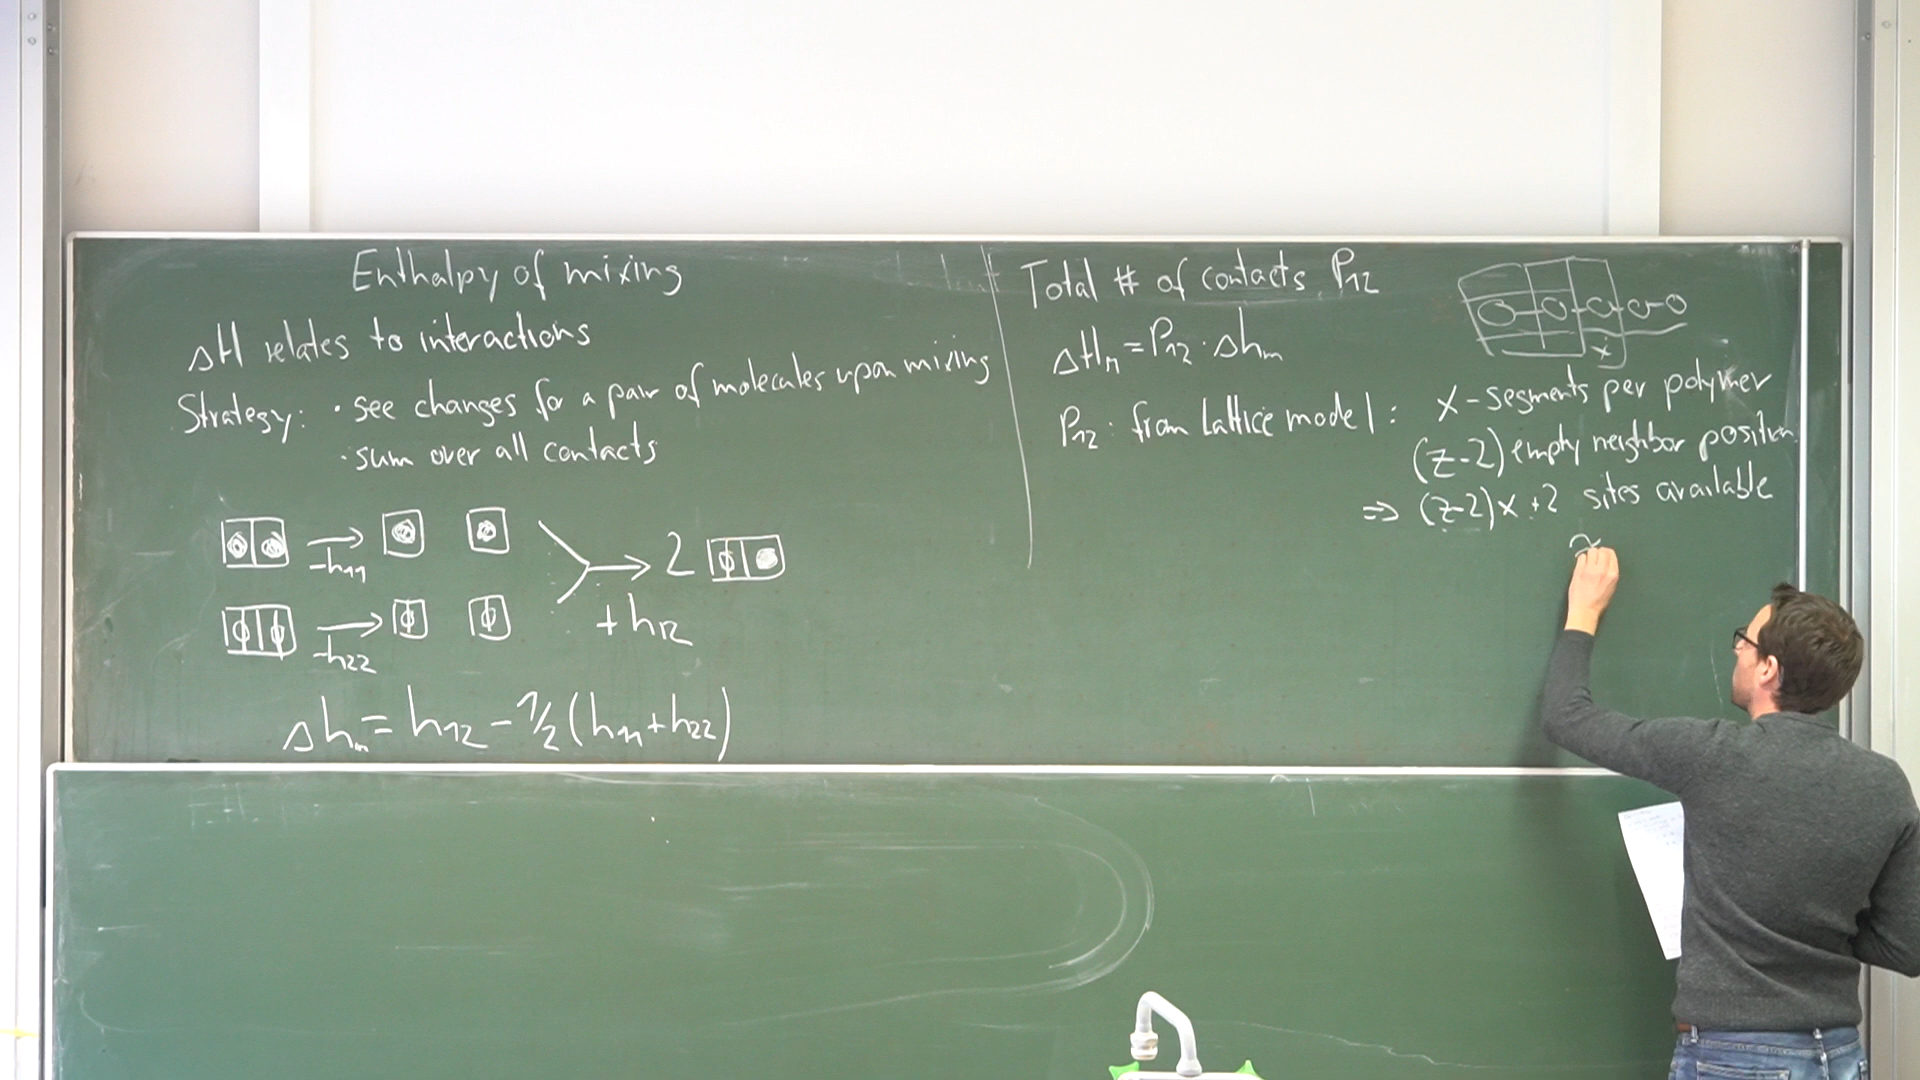 Enthalpy of mixing
ΔH relates to interactions
Strategy: · see changes for a pair of molecules upon mixing
· sum over all contacts
-h11
2
+h12
-h22
Δhm = h12 - 1/2 (h11 + h22)
Total # of contacts P12
ΔHm = P12 · Δhm
P12: from Lattice model: x - segments per polymer
(z-2) empty neighbor position
⇒ (z-2)x + 2 sites available